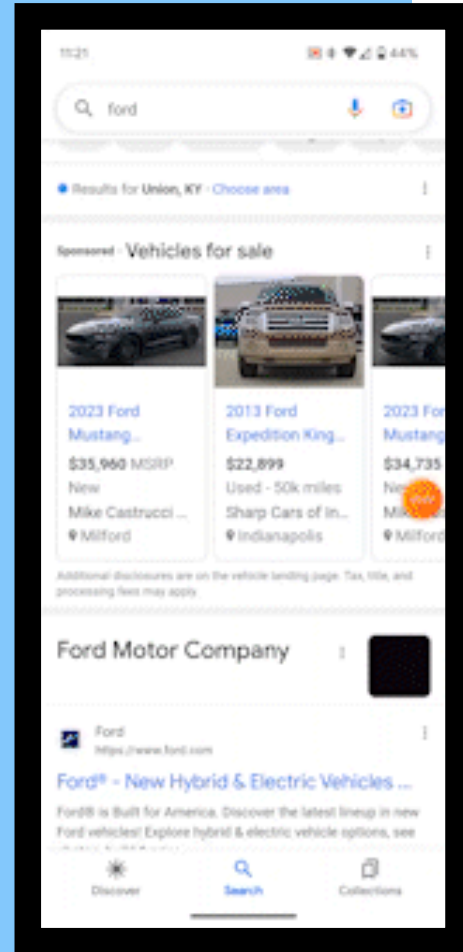 11:21
44%
ford
Results for Union, KY · Choose area
Sponsored · Vehicles for sale
2023 Ford
Mustang...
$35,960 MSRP
New
Mike Castrucci ...
Milford
2013 Ford
Expedition King...
$22,899
Used - 50k miles
Sharp Cars of In...
Indianapolis
2023 For
Mustang
$34,735
Milford
Additional disclosures are on the vehicle landing page. Tax, title, and
processing fees may apply.
Ford Motor Company
Ford
https://www.ford.com
Ford® - New Hybrid & Electric Vehicles ...
Ford® is Built for America. Discover the latest lineup in new
Ford vehicles! Explore hybrid & electric vehicle options, see
Discover
Search
Collections